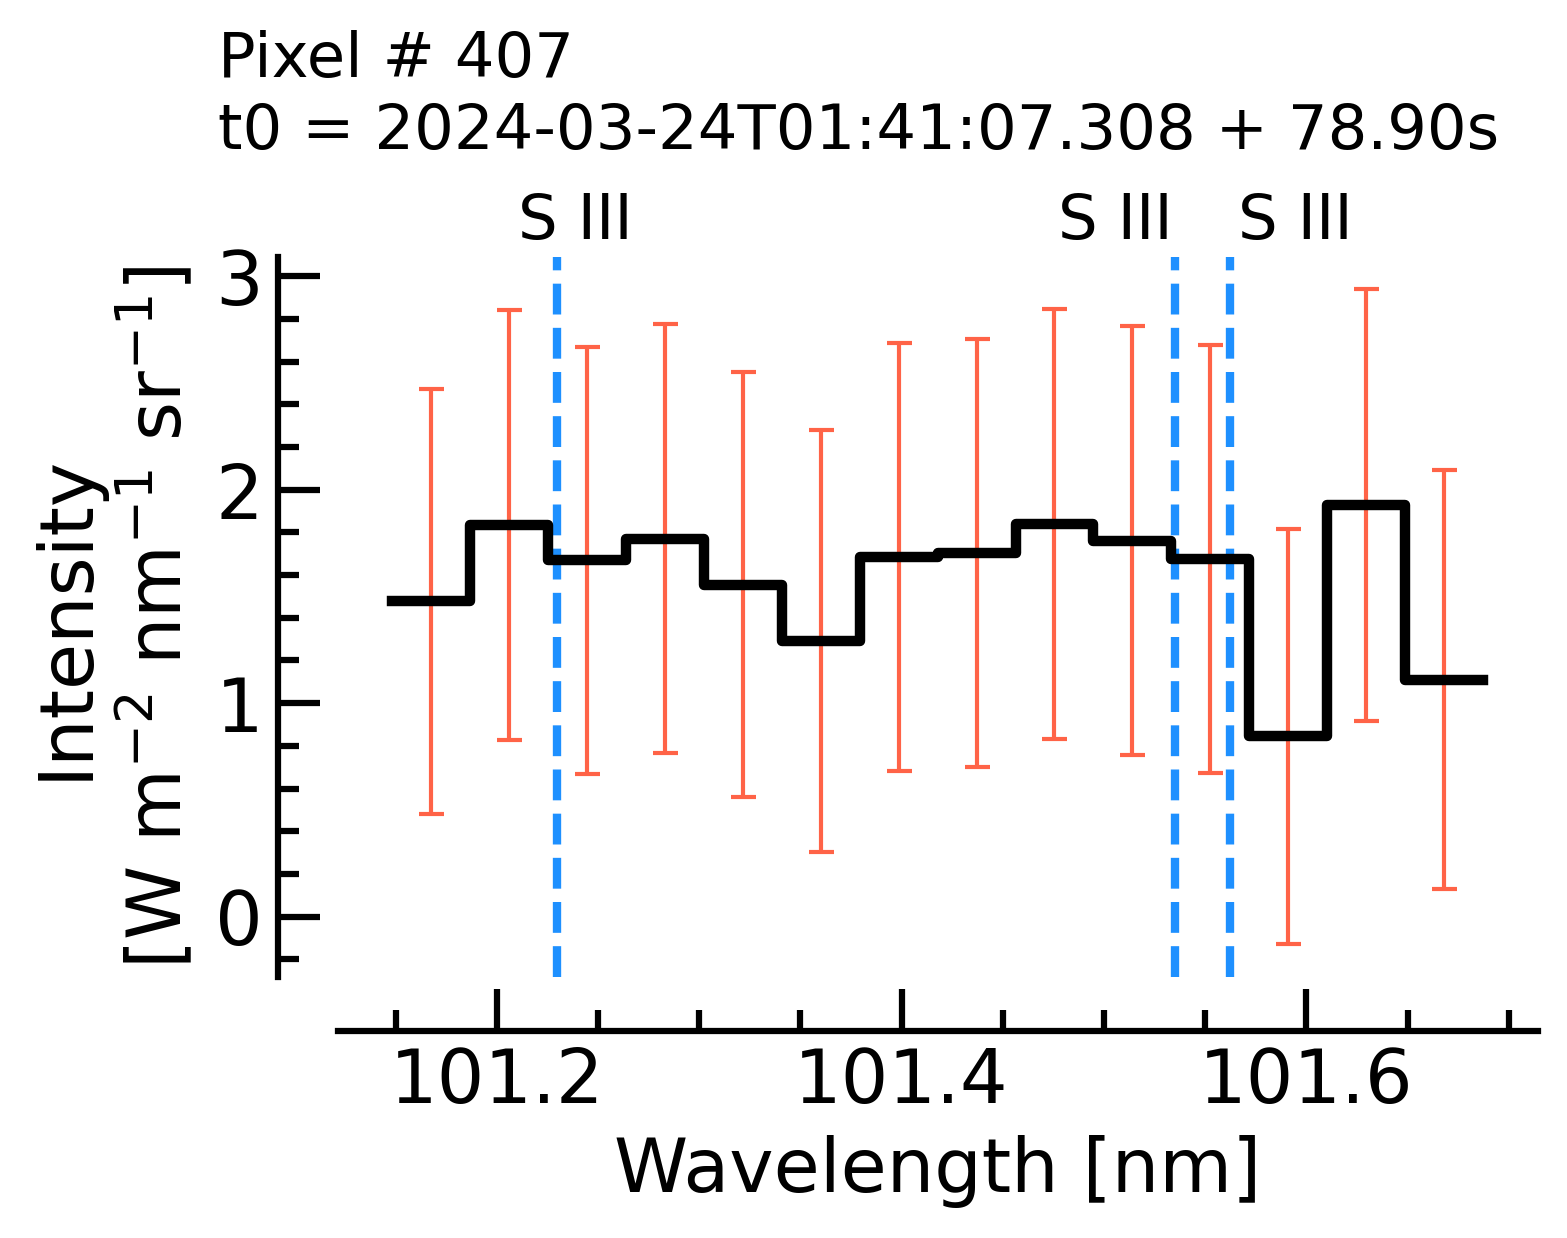 Pixel # 407
t0 = 2024-03-24T01:41:07.308 + 78.90s
S III S III S III
Intensity
[W m⁻² nm⁻¹ sr⁻¹]
3
2
1
0
101.2 101.4 101.6
Wavelength [nm]